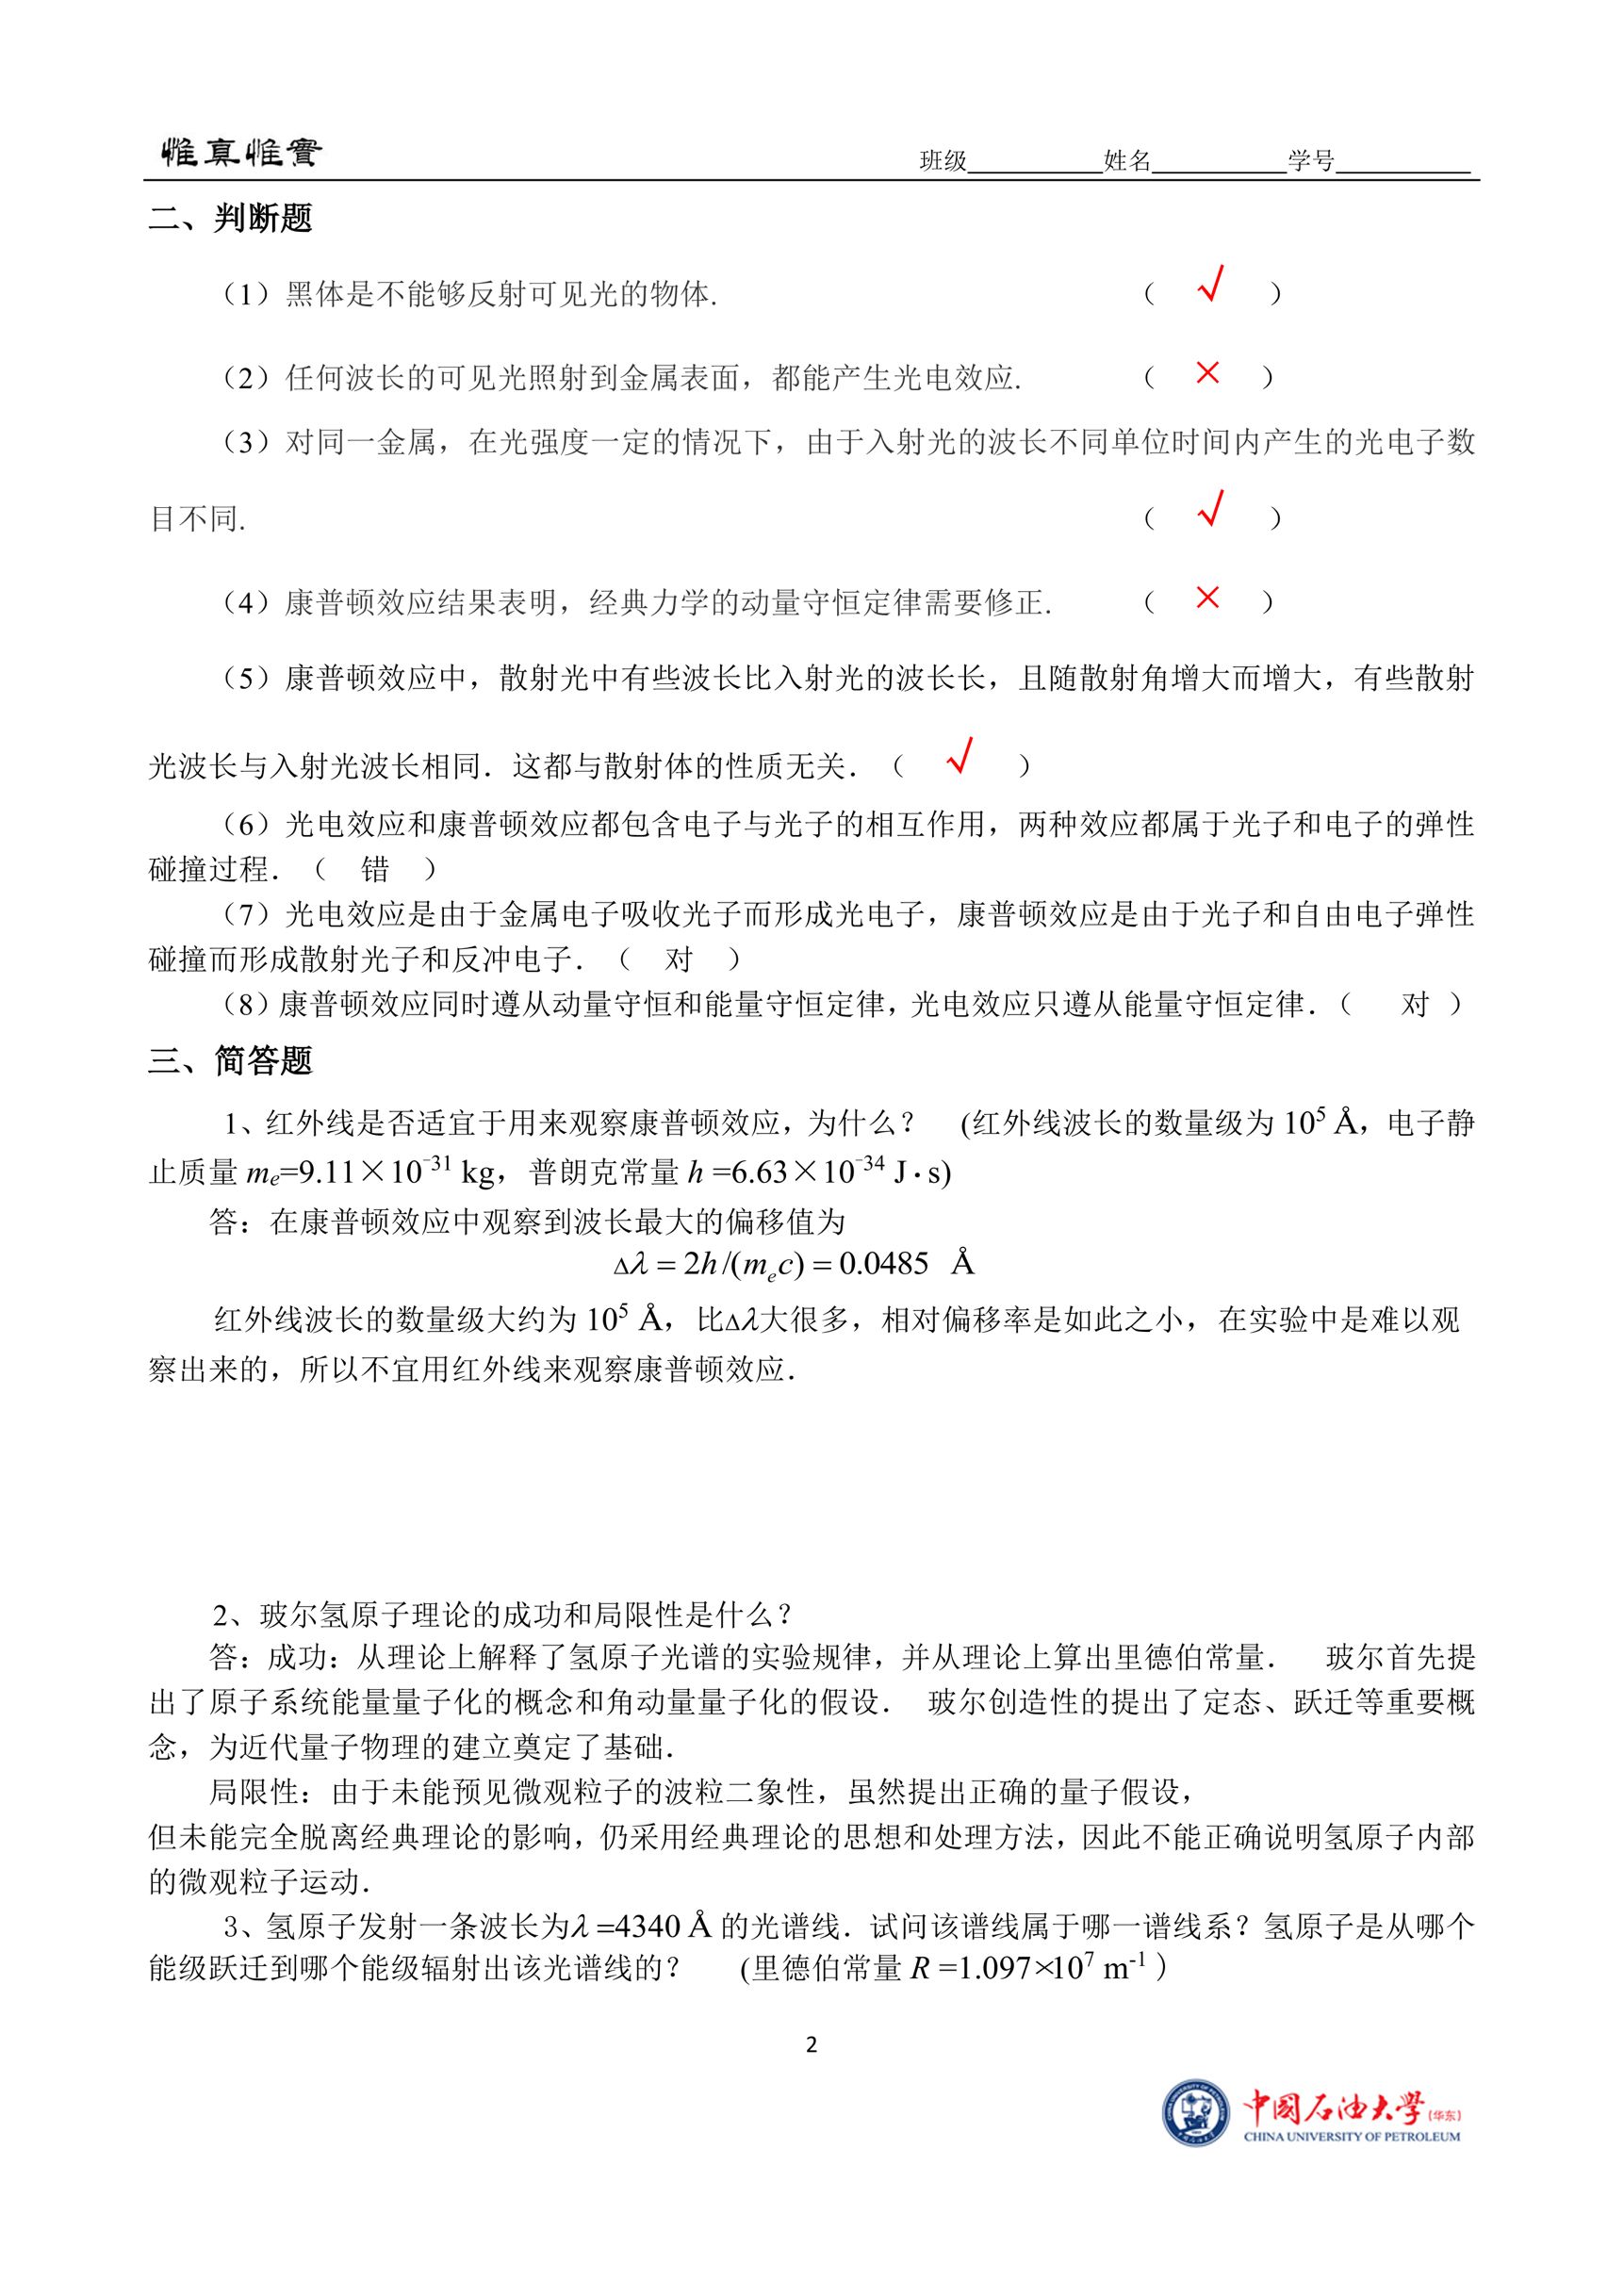 惟真惟實
班级__________姓名__________学号__________
二、判断题
（1）黑体是不能够反射可见光的物体. （ √ ）
（2）任何波长的可见光照射到金属表面，都能产生光电效应. （ × ）
（3）对同一金属，在光强度一定的情况下，由于入射光的波长不同单位时间内产生的光电子数
目不同. （ √ ）
（4）康普顿效应结果表明，经典力学的动量守恒定律需要修正. （ × ）
（5）康普顿效应中，散射光中有些波长比入射光的波长长，且随散射角增大而增大，有些散射
光波长与入射光波长相同．这都与散射体的性质无关．（ √ ）
（6）光电效应和康普顿效应都包含电子与光子的相互作用，两种效应都属于光子和电子的弹性
碰撞过程．（ 错 ）
（7）光电效应是由于金属电子吸收光子而形成光电子，康普顿效应是由于光子和自由电子弹性
碰撞而形成散射光子和反冲电子．（ 对 ）
（8）康普顿效应同时遵从动量守恒和能量守恒定律，光电效应只遵从能量守恒定律．（ 对 ）
三、简答题
1、红外线是否适宜于用来观察康普顿效应，为什么？ (红外线波长的数量级为 10⁵ Å，电子静
止质量 mₑ=9.11×10⁻³¹ kg，普朗克常量 h =6.63×10⁻³⁴ J·s)
答：在康普顿效应中观察到波长最大的偏移值为
Δλ = 2h/(mₑc) = 0.0485 Å
红外线波长的数量级大约为 10⁵ Å，比Δλ大很多，相对偏移率是如此之小，在实验中是难以观
察出来的，所以不宜用红外线来观察康普顿效应．
2、玻尔氢原子理论的成功和局限性是什么？
答：成功：从理论上解释了氢原子光谱的实验规律，并从理论上算出里德伯常量． 玻尔首先提
出了原子系统能量量子化的概念和角动量量子化的假设． 玻尔创造性的提出了定态、跃迁等重要概
念，为近代量子物理的建立奠定了基础．
局限性：由于未能预见微观粒子的波粒二象性，虽然提出正确的量子假设，
但未能完全脱离经典理论的影响，仍采用经典理论的思想和处理方法，因此不能正确说明氢原子内部
的微观粒子运动．
3、氢原子发射一条波长为λ =4340 Å 的光谱线．试问该谱线属于哪一谱线系？氢原子是从哪个
能级跃迁到哪个能级辐射出该光谱线的？ (里德伯常量 R =1.097×10⁷ m⁻¹ )
2
中国石油大学(华东)
CHINA UNIVERSITY OF PETROLEUM